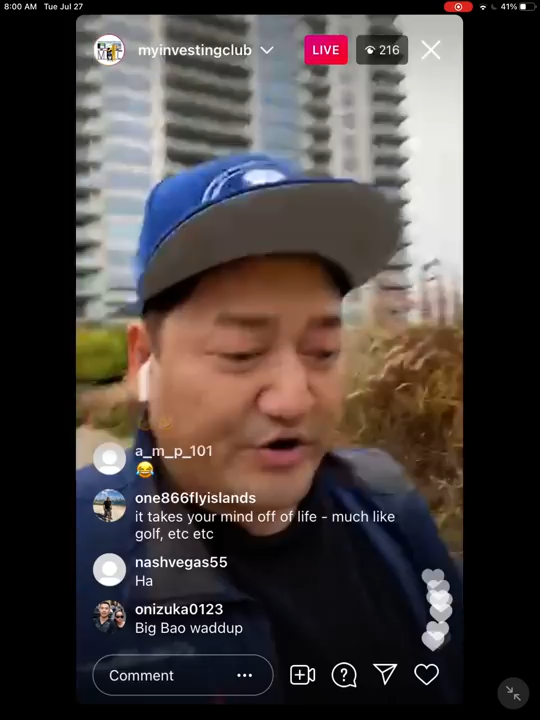 8:00 AM Tue Jul 27
41%
myinvestingclub
LIVE
216
a_m_p_101
😂
one866flyislands
it takes your mind off of life - much like
golf, etc etc
nashvegas55
Ha
onizuka0123
Big Bao waddup
Comment